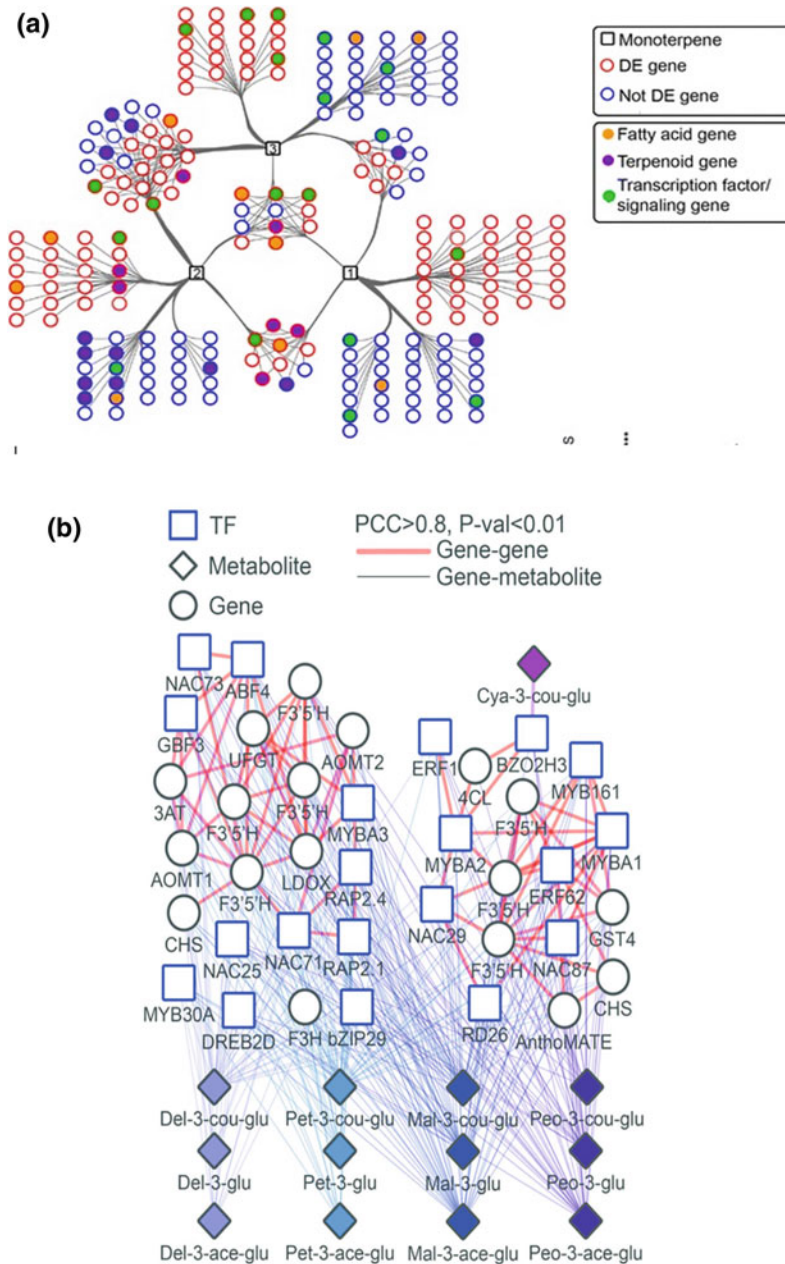 (a)
Monoterpene
DE gene
Not DE gene
Fatty acid gene
Terpenoid gene
Transcription factor/
signaling gene
3
2
1
S
...
(b)
TF
Metabolite
Gene
PCC>0.8, P-val<0.01
Gene-gene
Gene-metabolite
NAC73
ABF4
F3'5'H
Cya-3-cou-glu
GBF3
UFGT
AOMT2
ERF1
BZO2H3
4CL
MYB161
3AT
F3'5'H
F3'5'H
MYBA3
F3'5'H
MYBA2
MYBA1
AOMT1
F3'5'H
LDOX
RAP2.4
F3'5'H
ERF62
CHS
NAC25
NAC71
RAP2.1
NAC29
F3'5'H
NAC87
GST4
MYB30A
DREB2D
F3H
bZIP29
RD26
AnthoMATE
CHS
Del-3-cou-glu
Pet-3-cou-glu
Mal-3-cou-glu
Peo-3-cou-glu
Del-3-glu
Pet-3-glu
Mal-3-glu
Peo-3-glu
Del-3-ace-glu
Pet-3-ace-glu
Mal-3-ace-glu
Peo-3-ace-glu